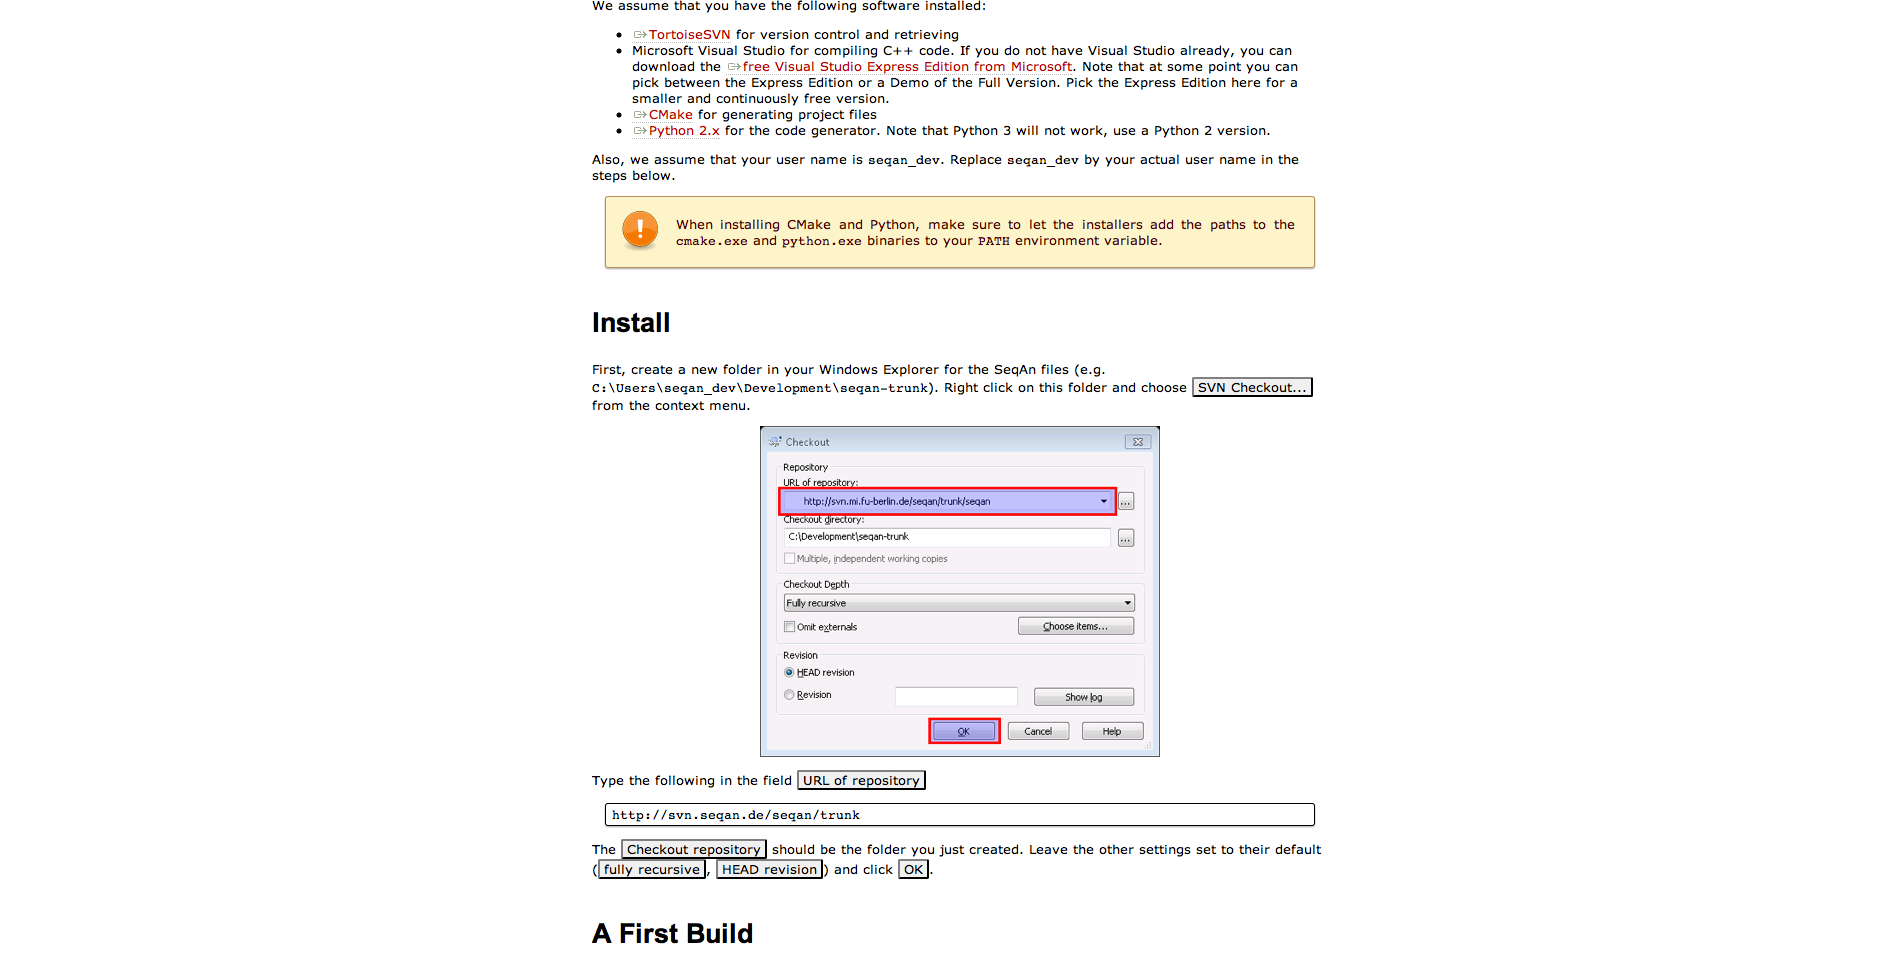 We assume that you have the following software installed:
TortoiseSVN for version control and retrieving
Microsoft Visual Studio for compiling C++ code. If you do not have Visual Studio already, you can
download the free Visual Studio Express Edition from Microsoft. Note that at some point you can
pick between the Express Edition or a Demo of the Full Version. Pick the Express Edition here for a
smaller and continuously free version.
CMake for generating project files
Python 2.x for the code generator. Note that Python 3 will not work, use a Python 2 version.
Also, we assume that your user name is seqan_dev. Replace seqan_dev by your actual user name in the
steps below.
When installing CMake and Python, make sure to let the installers add the paths to the
cmake.exe and python.exe binaries to your PATH environment variable.
Install
First, create a new folder in your Windows Explorer for the SeqAn files (e.g.
C:\Users\seqan_dev\Development\seqan-trunk). Right click on this folder and choose SVN Checkout...
from the context menu.
Checkout
Repository
URL of repository:
http://svn.mi.fu-berlin.de/seqan/trunk/seqan
...
Checkout directory:
C:\Development\seqan-trunk
...
Multiple, independent working copies
Checkout Depth
Fully recursive
Omit externals
Choose items...
Revision
HEAD revision
Revision
Show log
OK
Cancel
Help
Type the following in the field URL of repository
http://svn.seqan.de/seqan/trunk
The Checkout repository should be the folder you just created. Leave the other settings set to their default
(fully recursive, HEAD revision) and click OK.
A First Build